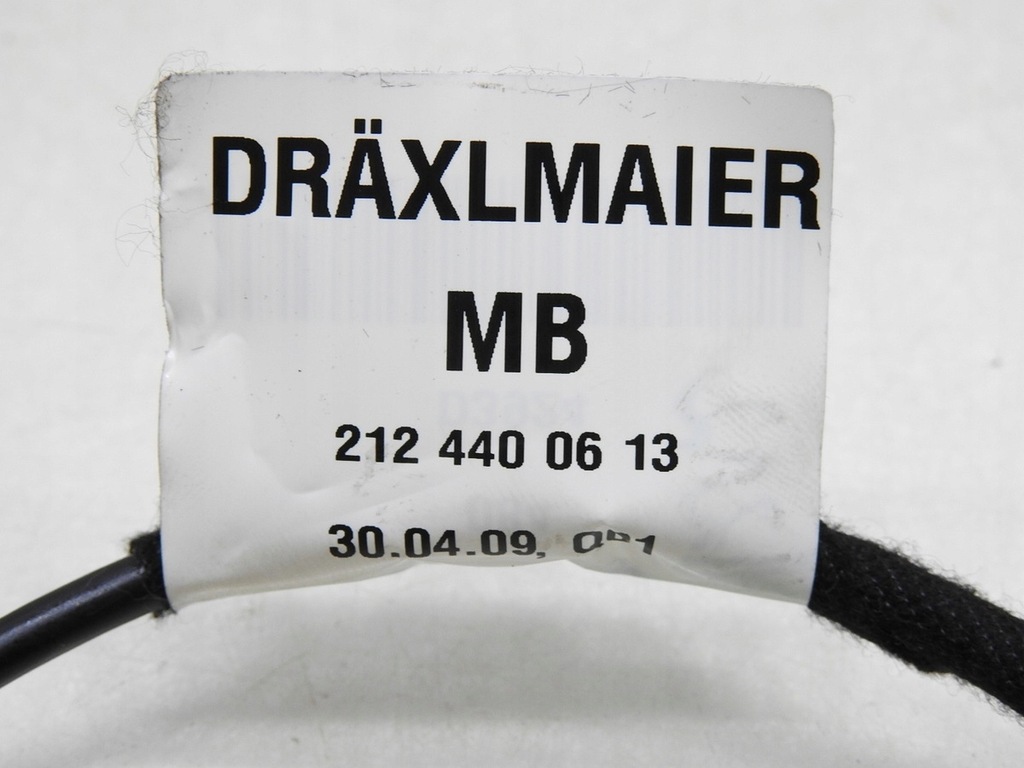 DRÄXLMAIER
MB
212 440 06 13
30.04.09,